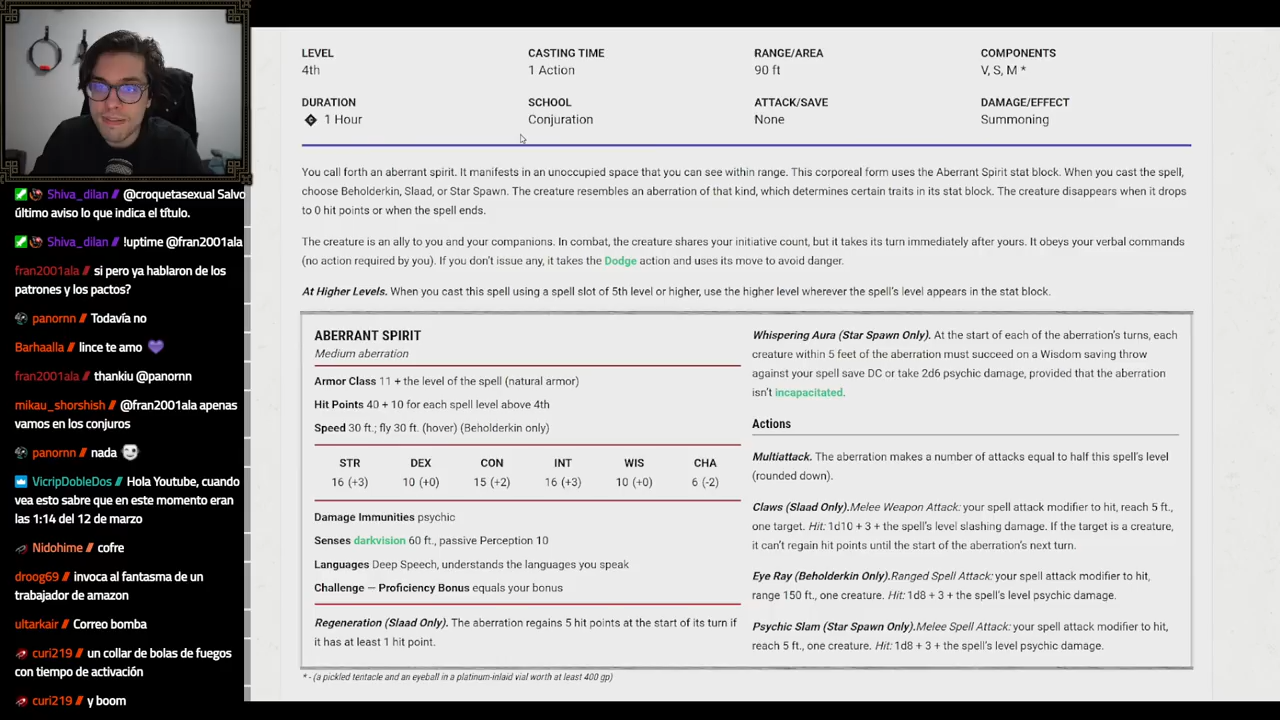 LEVEL
4th
CASTING TIME
1 Action
RANGE/AREA
90 ft
COMPONENTS
V, S, M *
DURATION
1 Hour
SCHOOL
Conjuration
ATTACK/SAVE
None
DAMAGE/EFFECT
Summoning
You call forth an aberrant spirit. It manifests in an unoccupied space that you can see within range. This corporeal form uses the Aberrant Spirit stat block. When you cast the spell,
choose Beholderkin, Slaad, or Star Spawn. The creature resembles an aberration of that kind, which determines certain traits in its stat block. The creature disappears when it drops
to 0 hit points or when the spell ends.
The creature is an ally to you and your companions. In combat, the creature shares your initiative count, but it takes its turn immediately after yours. It obeys your verbal commands
(no action required by you). If you don't issue any, it takes the Dodge action and uses its move to avoid danger.
At Higher Levels. When you cast this spell using a spell slot of 5th level or higher, use the higher level wherever the spell's level appears in the stat block.
ABERRANT SPIRIT
Medium aberration
Armor Class 11 + the level of the spell (natural armor)
Hit Points 40 + 10 for each spell level above 4th
Speed 30 ft.; fly 30 ft. (hover) (Beholderkin only)
STR DEX CON INT WIS CHA
16 (+3) 10 (+0) 15 (+2) 16 (+3) 10 (+0) 6 (-2)
Damage Immunities psychic
Senses darkvision 60 ft., passive Perception 10
Languages Deep Speech, understands the languages you speak
Challenge — Proficiency Bonus equals your bonus
Regeneration (Slaad Only). The aberration regains 5 hit points at the start of its turn if
it has at least 1 hit point.
Whispering Aura (Star Spawn Only). At the start of each of the aberration's turns, each
creature within 5 feet of the aberration must succeed on a Wisdom saving throw
against your spell save DC or take 2d6 psychic damage, provided that the aberration
isn't incapacitated.
Actions
Multiattack. The aberration makes a number of attacks equal to half this spell's level
(rounded down).
Claws (Slaad Only).Melee Weapon Attack: your spell attack modifier to hit, reach 5 ft.,
one target. Hit: 1d10 + 3 + the spell's level slashing damage. If the target is a creature,
it can't regain hit points until the start of the aberration's next turn.
Eye Ray (Beholderkin Only).Ranged Spell Attack: your spell attack modifier to hit,
range 150 ft., one creature. Hit: 1d8 + 3 + the spell's level psychic damage.
Psychic Slam (Star Spawn Only).Melee Spell Attack: your spell attack modifier to hit,
reach 5 ft., one creature. Hit: 1d8 + 3 + the spell's level psychic damage.
* - (a pickled tentacle and an eyeball in a platinum-inlaid vial worth at least 400 gp)
Shiva_dilan // @croquetasexual Salvo
último aviso lo que indica el título.
Shiva_dilan // !uptime @fran2001ala
fran2001ala // si pero ya hablaron de los
patrones y los pactos?
panornn // Todavía no
Barhaalla // lince te amo
fran2001ala // thankiu @panornn
mikau_shorshish // @fran2001ala apenas
vamos en los conjuros
panornn // nada
VicripDobleDos // Hola Youtube, cuando
vea esto sabre que en este momento eran
las 1:14 del 12 de marzo
Nidohime // cofre
droog69 // invoca al fantasma de un
trabajador de amazon
ultarkair // Correo bomba
curi219 // un collar de bolas de fuegos
con tiempo de activación
curi219 // y boom